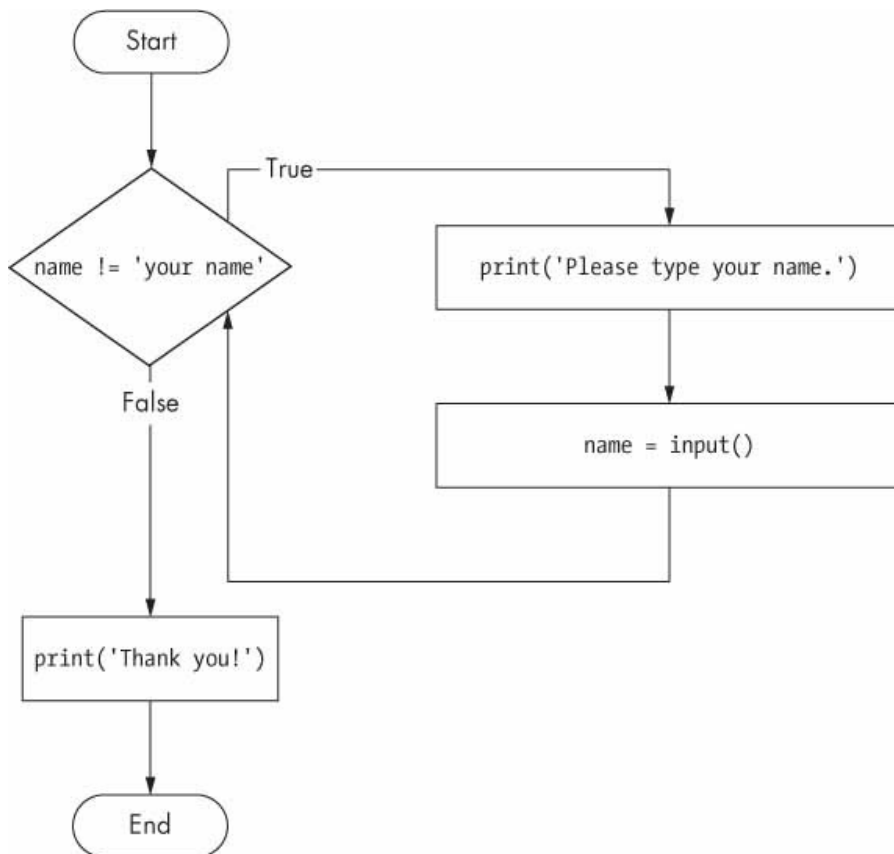 Start
True
name != 'your name'
print('Please type your name.')
False
name = input()
print('Thank you!')
End